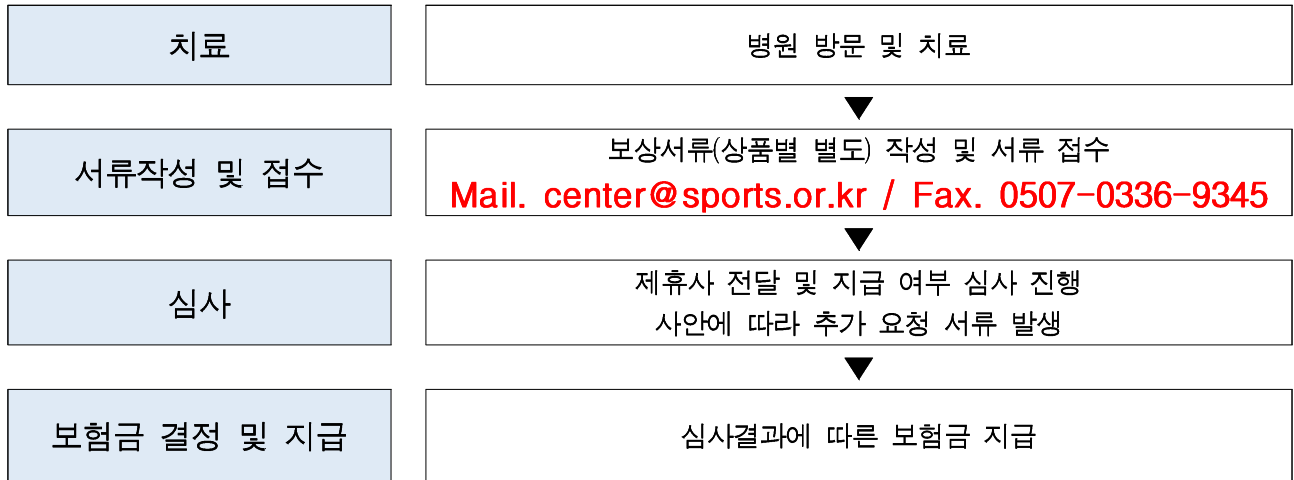 치료
병원 방문 및 치료
서류작성 및 접수
보상서류(상품별 별도) 작성 및 서류 접수
Mail. center@sports.or.kr / Fax. 0507-0336-9345
심사
제휴사 전달 및 지급 여부 심사 진행
사안에 따라 추가 요청 서류 발생
보험금 결정 및 지급
심사결과에 따른 보험금 지급